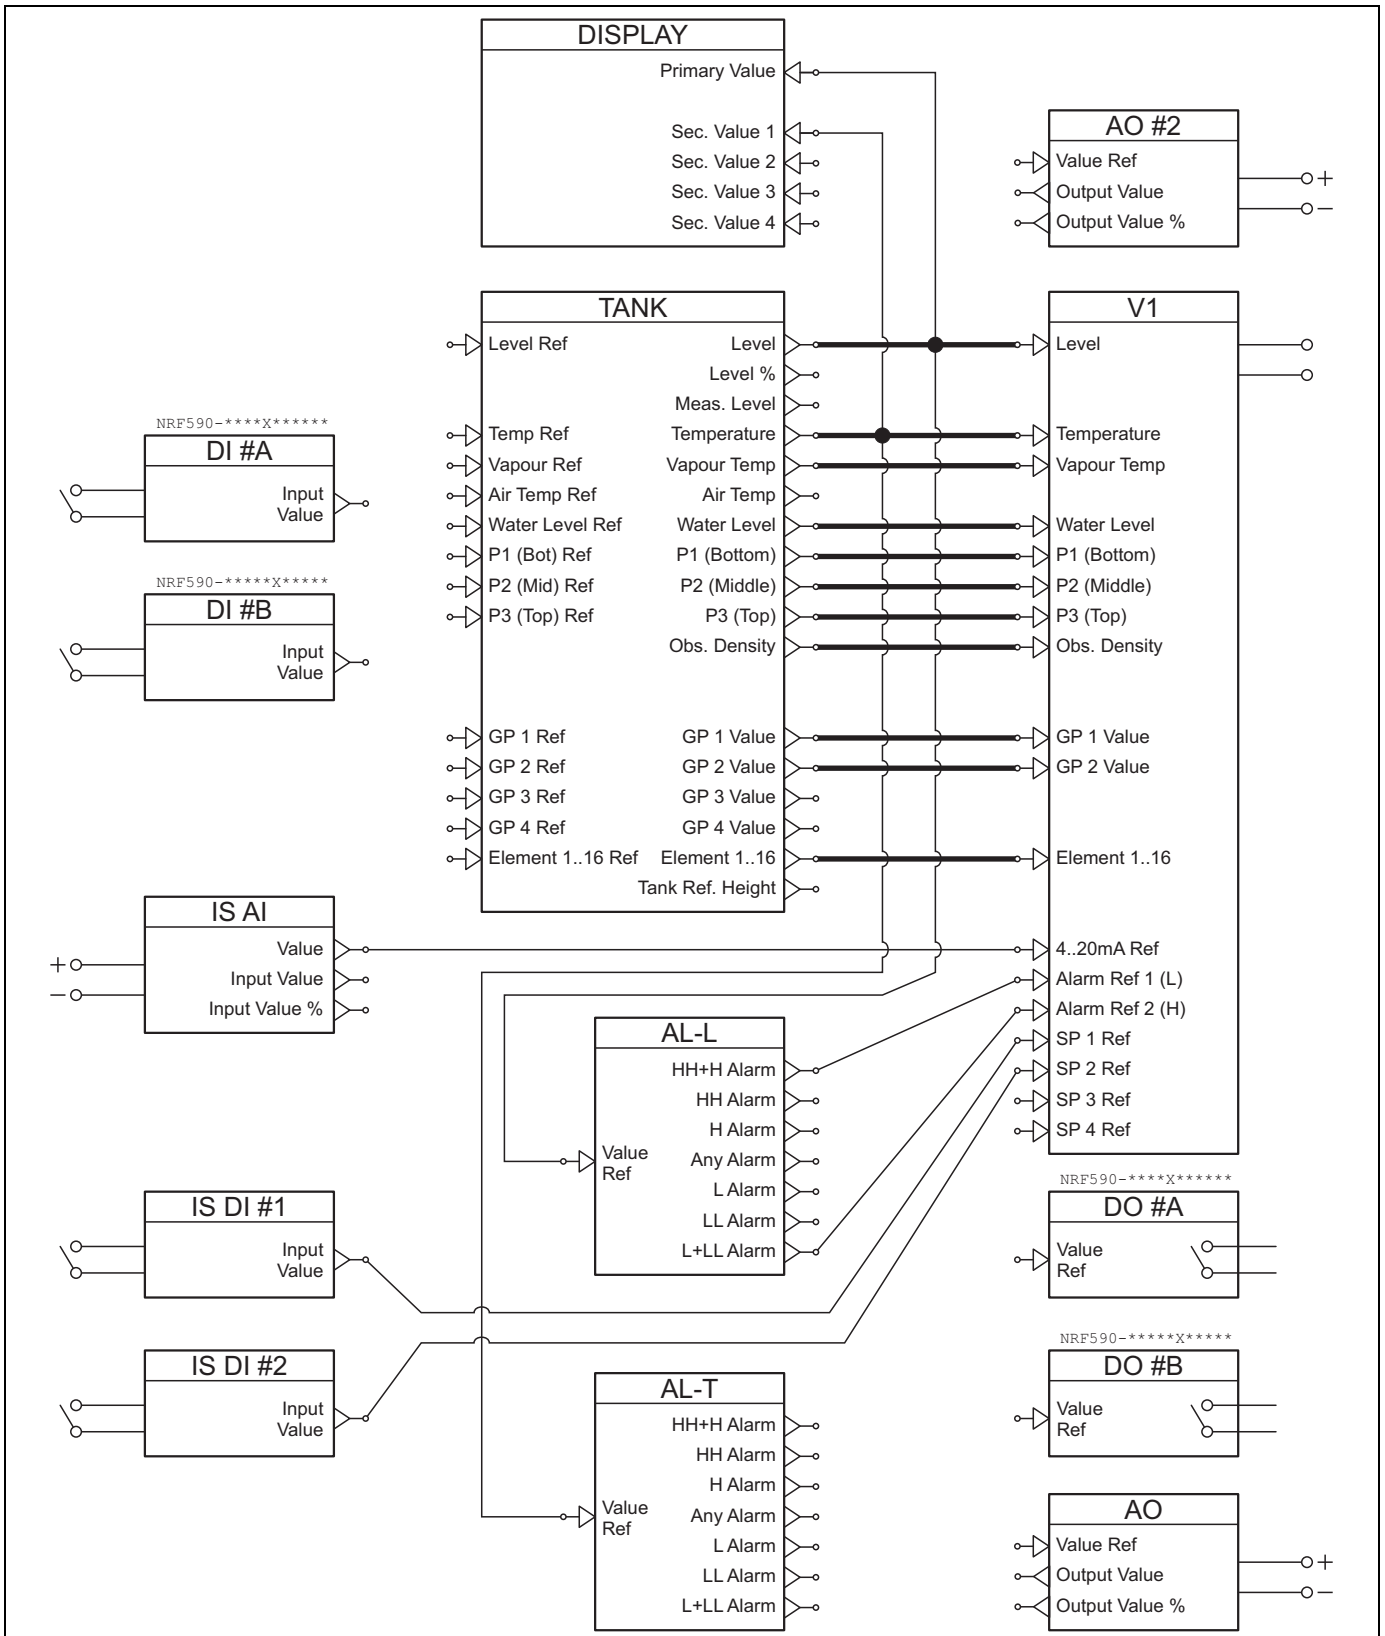 DISPLAY
Primary Value
Sec. Value 1
Sec. Value 2
Sec. Value 3
Sec. Value 4
AO #2
Value Ref
Output Value
Output Value %
+
−
TANK
Level Ref
Temp Ref
Vapour Ref
Air Temp Ref
Water Level Ref
P1 (Bot) Ref
P2 (Mid) Ref
P3 (Top) Ref
GP 1 Ref
GP 2 Ref
GP 3 Ref
GP 4 Ref
Element 1..16 Ref
Level
Level %
Meas. Level
Temperature
Vapour Temp
Air Temp
Water Level
P1 (Bottom)
P2 (Middle)
P3 (Top)
Obs. Density
GP 1 Value
GP 2 Value
GP 3 Value
GP 4 Value
Element 1..16
Tank Ref. Height
V1
Level
Temperature
Vapour Temp
Water Level
P1 (Bottom)
P2 (Middle)
P3 (Top)
Obs. Density
GP 1 Value
GP 2 Value
Element 1..16
4..20mA Ref
Alarm Ref 1 (L)
Alarm Ref 2 (H)
SP 1 Ref
SP 2 Ref
SP 3 Ref
SP 4 Ref
NRF590-****X******
DI #A
Input
Value
NRF590-*****X*****
DI #B
Input
Value
IS AI
Value
Input Value
Input Value %
+
−
AL-L
Value
Ref
HH+H Alarm
HH Alarm
H Alarm
Any Alarm
L Alarm
LL Alarm
L+LL Alarm
IS DI #1
Input
Value
IS DI #2
Input
Value
AL-T
Value
Ref
HH+H Alarm
HH Alarm
H Alarm
Any Alarm
L Alarm
LL Alarm
L+LL Alarm
NRF590-****X******
DO #A
Value
Ref
NRF590-*****X*****
DO #B
Value
Ref
AO
Value Ref
Output Value
Output Value %
+
−